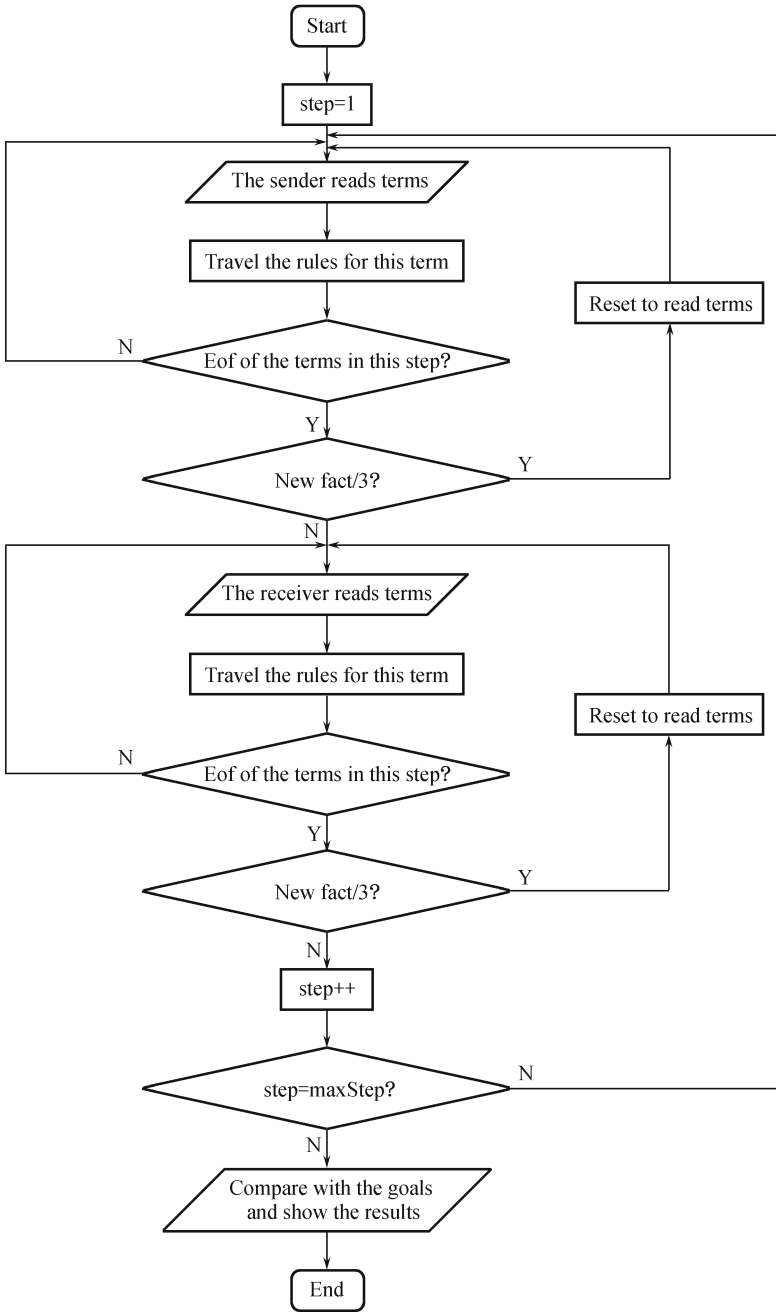 Start
step=1
The sender reads terms
Travel the rules for this term
Reset to read terms
N
Eof of the terms in this step?
Y
New fact/3?
Y
N
The receiver reads terms
Travel the rules for this term
Reset to read terms
N
Eof of the terms in this step?
Y
New fact/3?
Y
N
step++
step=maxStep?
N
N
Compare with the goals
and show the results
End